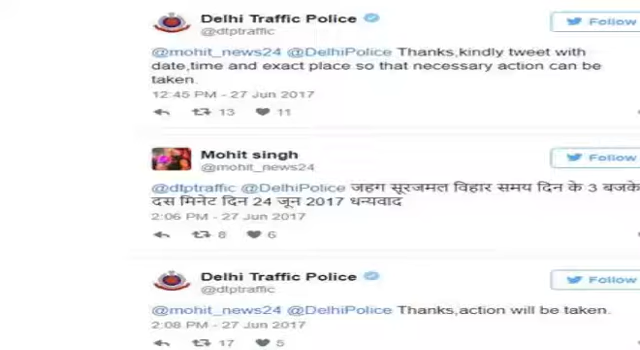 Delhi Traffic Police
Follow
@dtptraffic
@mohit_news24 @DelhiPolice Thanks,kindly tweet with
date,time and exact place so that necessary action can be
taken.
12:45 PM - 27 Jun 2017
13 11
Mohit singh
Follow
@mohit_news24
@dtptraffic @DelhiPolice जहग सूरजमल विहार समय दिन के 3 बजके
दस मिनेट दिन 24 जून 2017 धन्यवाद
2:06 PM - 27 Jun 2017
8 6
Delhi Traffic Police
Follow
@dtptraffic
@mohit_news24 @DelhiPolice Thanks,action will be taken.
2:08 PM - 27 Jun 2017
17 5